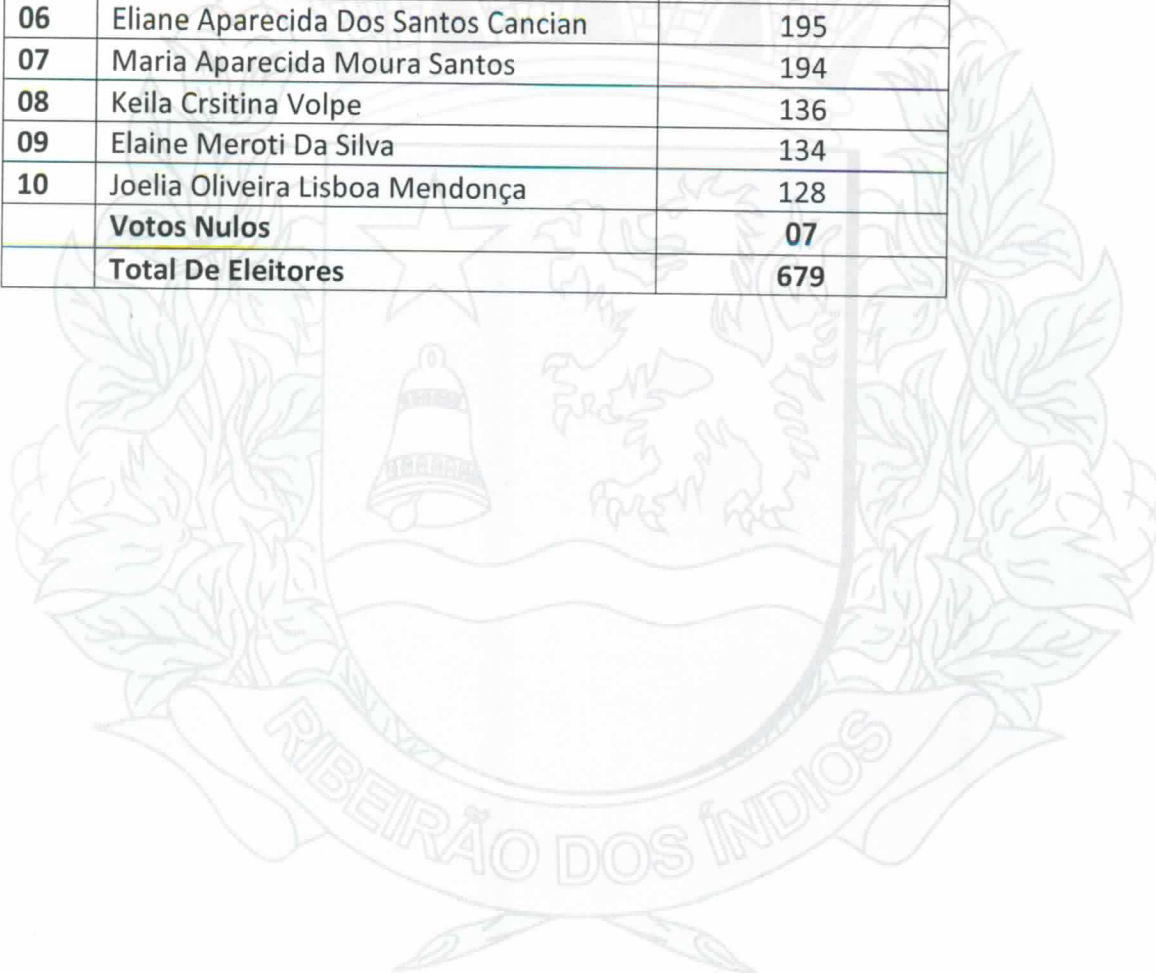 06 Eliane Aparecida Dos Santos Cancian 195
07 Maria Aparecida Moura Santos 194
08 Keila Crsitina Volpe 136
09 Elaine Meroti Da Silva 134
10 Joelia Oliveira Lisboa Mendonça 128
Votos Nulos 07
Total De Eleitores 679
RIBEIRÃO DOS ÍNDIOS